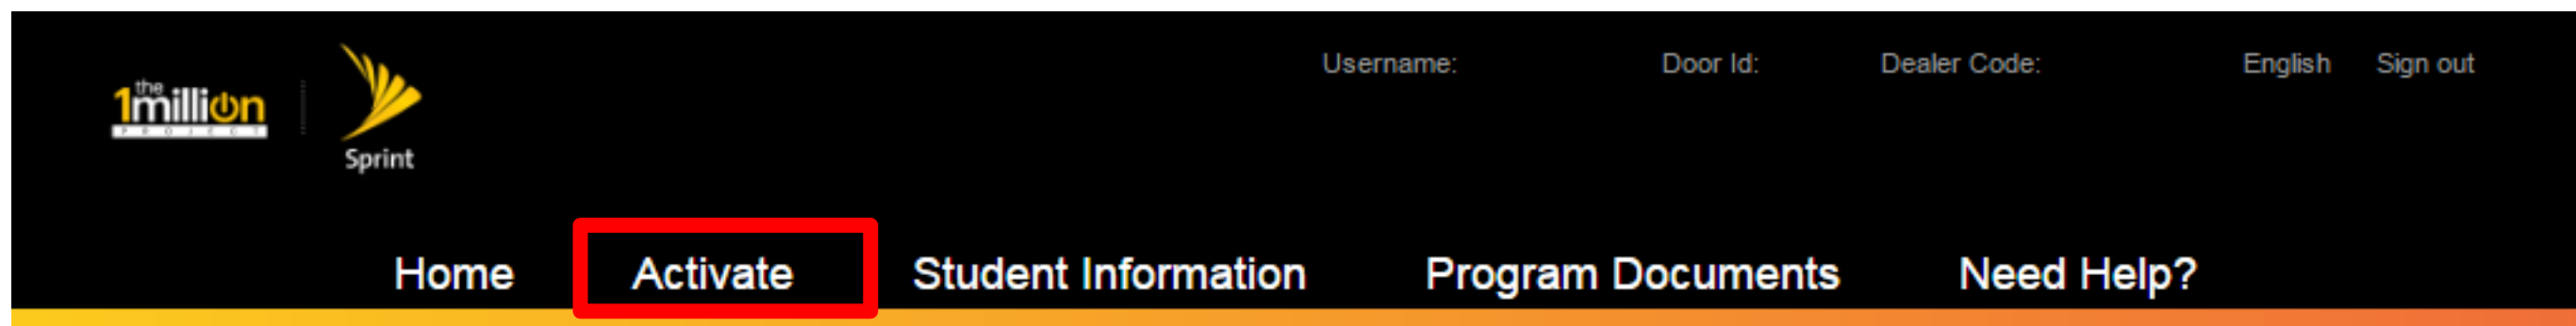 the
1million
PROJECT
Sprint
Username: Door Id: Dealer Code: English Sign out
Home Activate Student Information Program Documents Need Help?